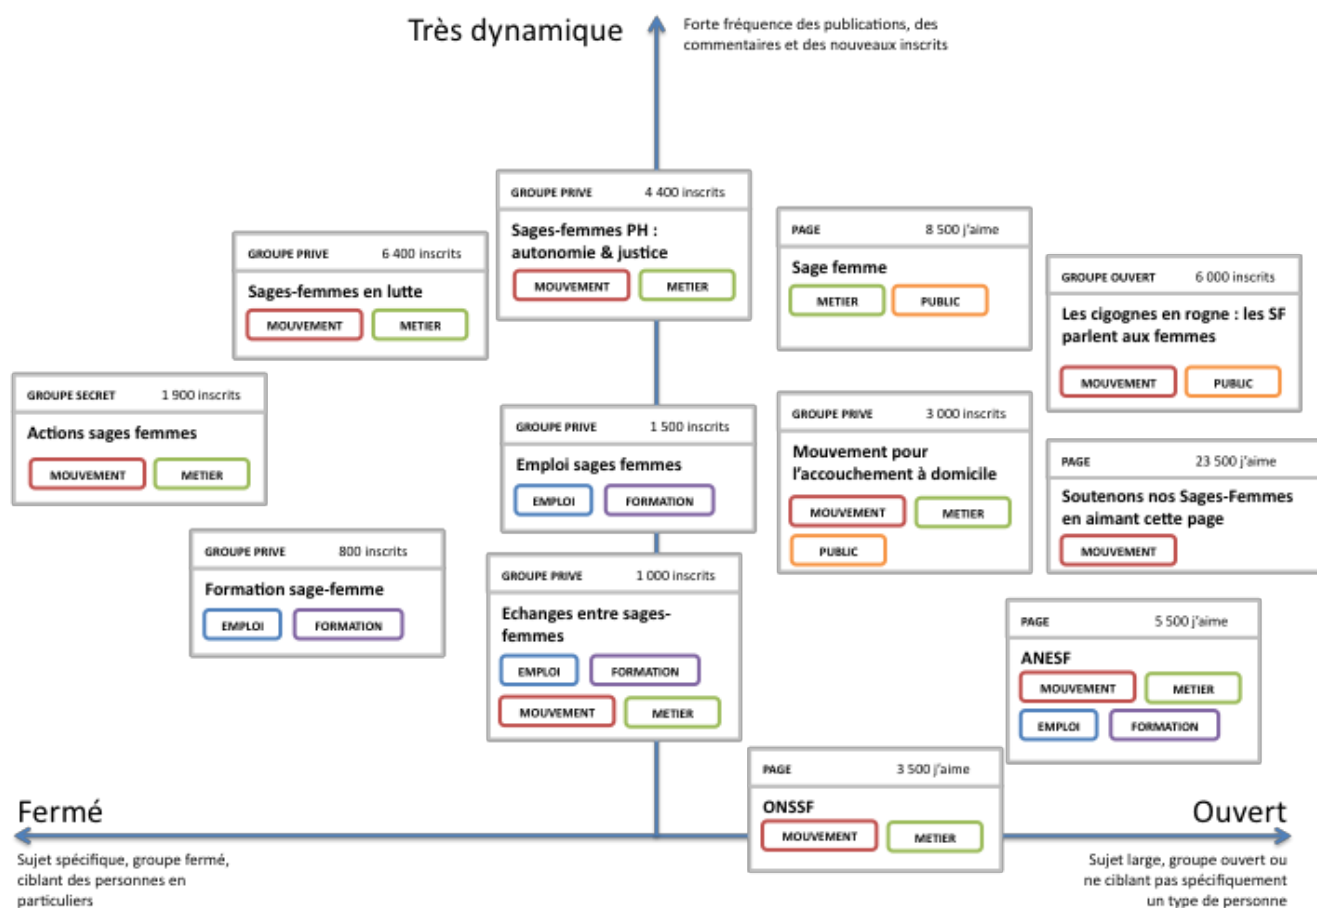 Très dynamique
Forte fréquence des publications, des
commentaires et des nouveaux inscrits
GROUPE PRIVE 4 400 inscrits
Sages-femmes PH :
autonomie & justice
MOUVEMENT METIER
PAGE 8 500 j'aime
Sage femme
METIER PUBLIC
GROUPE PRIVE 6 400 inscrits
Sages-femmes en lutte
MOUVEMENT METIER
GROUPE OUVERT 6 000 inscrits
Les cigognes en rogne : les SF
parlent aux femmes
MOUVEMENT PUBLIC
GROUPE SECRET 1 900 inscrits
Actions sages femmes
MOUVEMENT METIER
GROUPE PRIVE 1 500 inscrits
Emploi sages femmes
EMPLOI FORMATION
GROUPE PRIVE 3 000 inscrits
Mouvement pour
l'accouchement à domicile
MOUVEMENT METIER
PUBLIC
PAGE 23 500 j'aime
Soutenons nos Sages-Femmes
en aimant cette page
MOUVEMENT
GROUPE PRIVE 800 inscrits
Formation sage-femme
EMPLOI FORMATION
GROUPE PRIVE 1 000 inscrits
Echanges entre sages-
femmes
EMPLOI FORMATION
MOUVEMENT METIER
PAGE 5 500 j'aime
ANESF
MOUVEMENT METIER
EMPLOI FORMATION
PAGE 3 500 j'aime
ONSSF
MOUVEMENT METIER
Fermé
Sujet spécifique, groupe fermé,
ciblant des personnes en
particuliers
Ouvert
Sujet large, groupe ouvert ou
ne ciblant pas spécifiquement
un type de personne